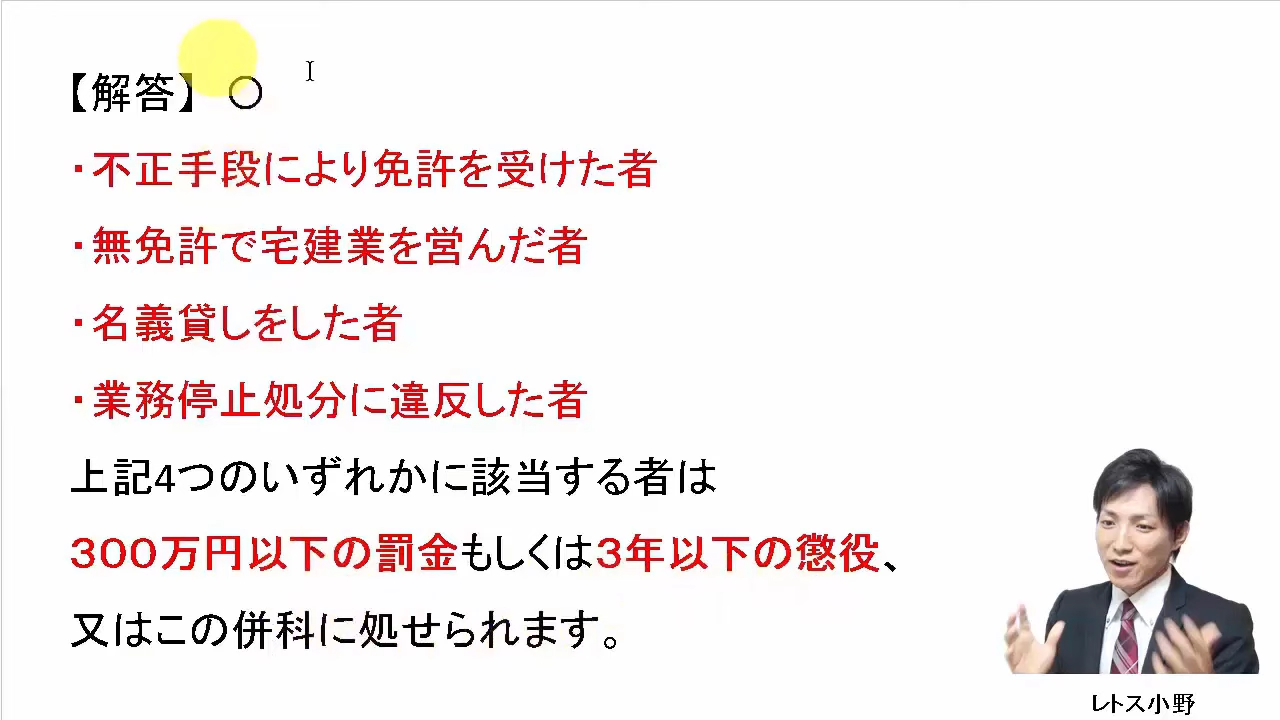 【解答】 ○
・不正手段により免許を受けた者
・無免許で宅建業を営んだ者
・名義貸しをした者
・業務停止処分に違反した者
上記4つのいずれかに該当する者は
３００万円以下の罰金もしくは３年以下の懲役、
又はこの併科に処せられます。
レトス小野